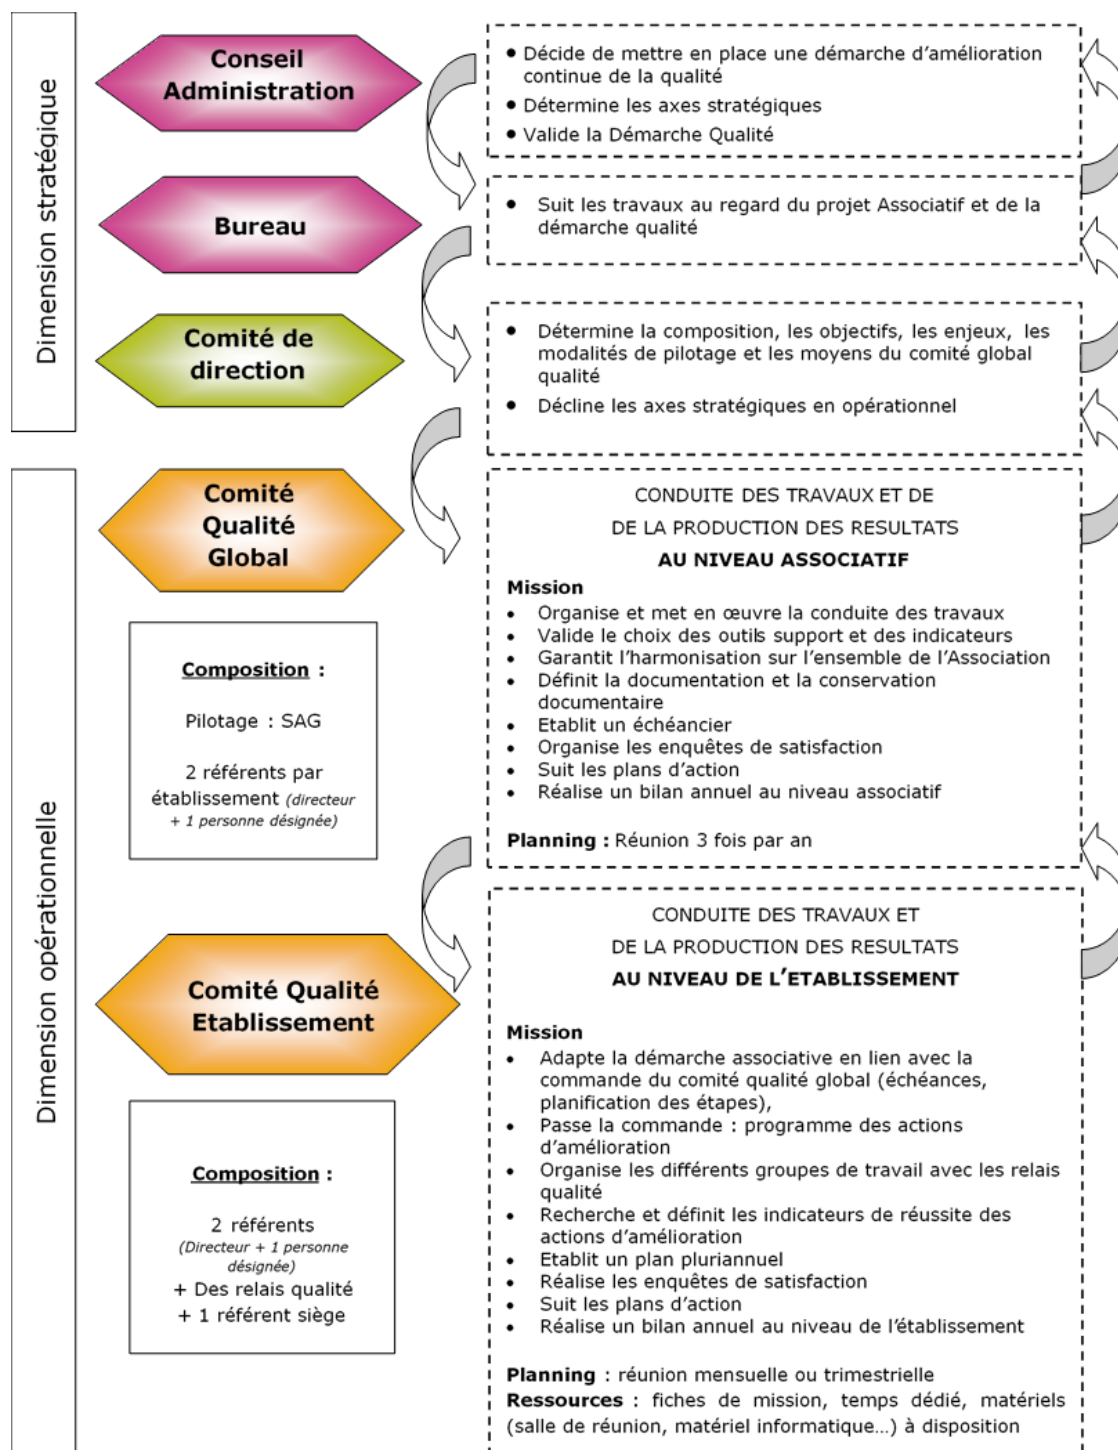 Dimension stratégique
Conseil
Administration
• Décide de mettre en place une démarche d'amélioration
continue de la qualité
• Détermine les axes stratégiques
• Valide la Démarche Qualité
Bureau
• Suit les travaux au regard du projet Associatif et de la
démarche qualité
Comité de
direction
• Détermine la composition, les objectifs, les enjeux, les
modalités de pilotage et les moyens du comité global
qualité
• Décline les axes stratégiques en opérationnel
Dimension opérationnelle
Comité
Qualité
Global
Composition :
Pilotage : SAG
2 référents par
établissement (directeur
+ 1 personne désignée)
CONDUITE DES TRAVAUX ET DE
DE LA PRODUCTION DES RESULTATS
AU NIVEAU ASSOCIATIF
Mission
• Organise et met en œuvre la conduite des travaux
• Valide le choix des outils support et des indicateurs
• Garantit l'harmonisation sur l'ensemble de l'Association
• Définit la documentation et la conservation
documentaire
• Etablit un échéancier
• Organise les enquêtes de satisfaction
• Suit les plans d'action
• Réalise un bilan annuel au niveau associatif
Planning : Réunion 3 fois par an
Comité Qualité
Etablissement
Composition :
2 référents
(Directeur + 1 personne
désignée)
+ Des relais qualité
+ 1 référent siège
CONDUITE DES TRAVAUX ET
DE LA PRODUCTION DES RESULTATS
AU NIVEAU DE L'ETABLISSEMENT
Mission
• Adapte la démarche associative en lien avec la
commande du comité qualité global (échéances,
planification des étapes),
• Passe la commande : programme des actions
d'amélioration
• Organise les différents groupes de travail avec les relais
qualité
• Recherche et définit les indicateurs de réussite des
actions d'amélioration
• Etablit un plan pluriannuel
• Réalise les enquêtes de satisfaction
• Suit les plans d'action
• Réalise un bilan annuel au niveau de l'établissement
Planning : réunion mensuelle ou trimestrielle
Ressources : fiches de mission, temps dédié, matériels
(salle de réunion, matériel informatique…) à disposition